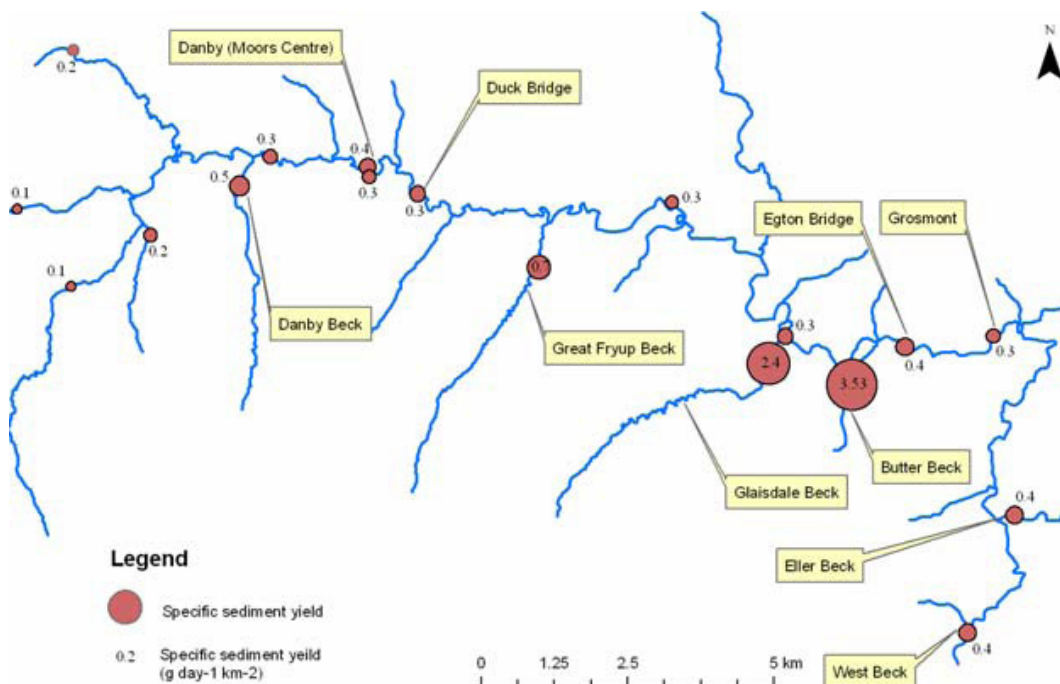 N
Danby (Moors Centre)
0.2
Duck Bridge
0.3
0.4
0.5
0.3
0.1
0.3
0.3
Egton Bridge
Grosmont
0.2
0.7
0.1
Danby Beck
Great Fryup Beck
0.3
0.3
0.4
2.4
3.53
Butter Beck
Glaisdale Beck
0.4
Eller Beck
Legend
Specific sediment yield
0.2
Specific sediment yeild
(g day-1 km-2)
0
1.25
2.5
5 km
0.4
West Beck